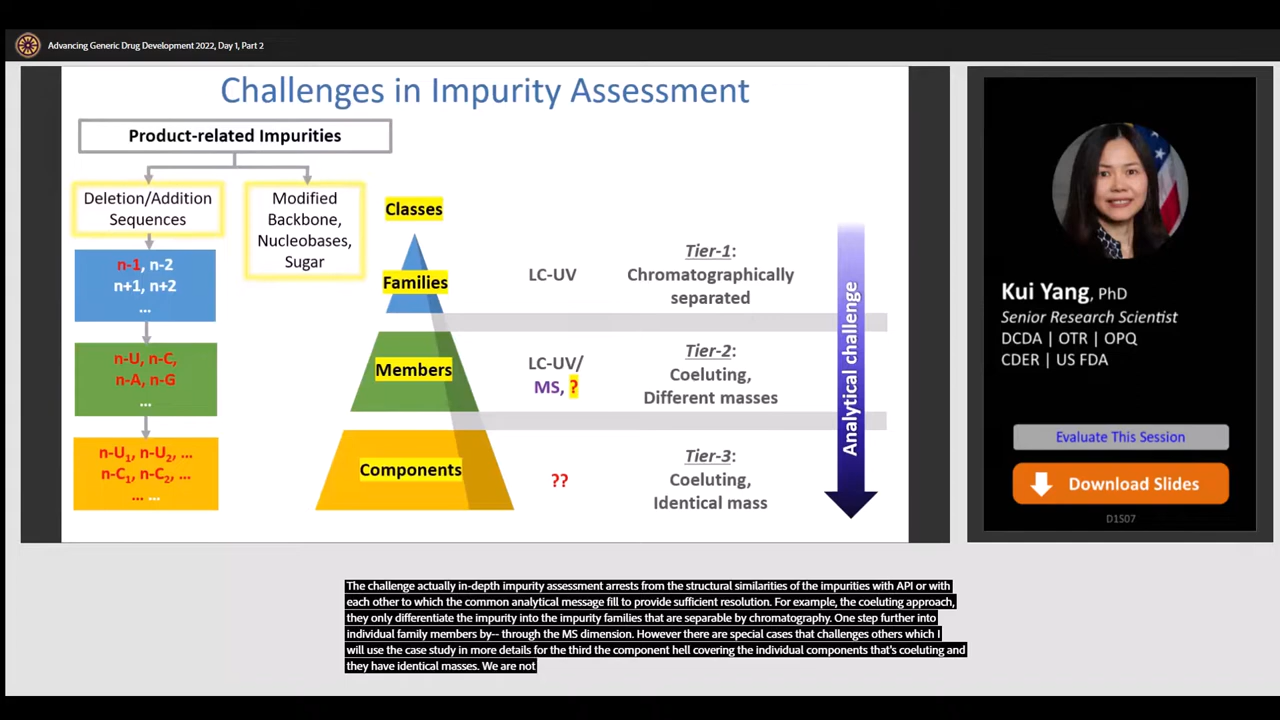 Advancing Generic Drug Development 2022, Day 1, Part 2
Challenges in Impurity Assessment
Product-related Impurities
Deletion/Addition
Sequences
Modified
Backbone,
Nucleobases,
Sugar
n-1, n-2
n+1, n+2
...
n-U, n-C,
n-A, n-G
...
n-U1, n-U2, ...
n-C1, n-C2, ...
... ...
Classes
Families
Members
Components
LC-UV
LC-UV/
MS, ?
??
Tier-1:
Chromatographically
separated
Tier-2:
Coeluting,
Different masses
Tier-3:
Coeluting,
Identical mass
Analytical challenge
Kui Yang, PhD
Senior Research Scientist
DCDA | OTR | OPQ
CDER | US FDA
Evaluate This Session
Download Slides
D1S07
The challenge actually in-depth impurity assessment arrests from the structural similarities of the impurities with API or with
each other to which the common analytical message fill to provide sufficient resolution. For example, the coeluting approach,
they only differentiate the impurity into the impurity families that are separable by chromatography. One step further into
individual family members by-- through the MS dimension. However there are special cases that challenges others which I
will use the case study in more details for the third the component hell covering the individual components that's coeluting and
they have identical masses. We are not